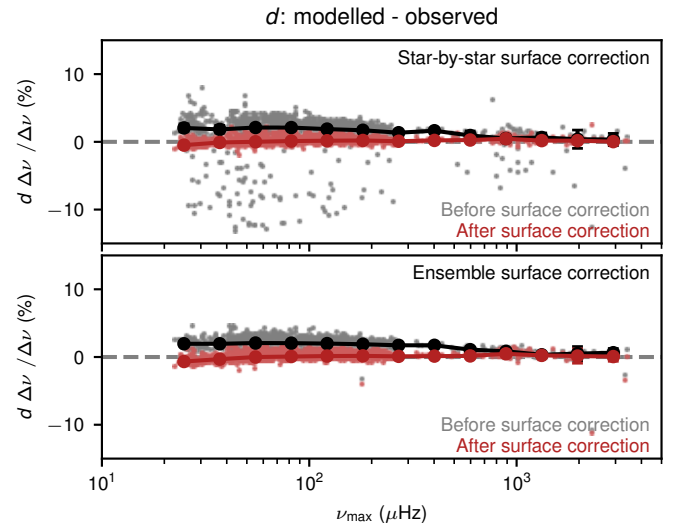 d: modelled - observed
Star-by-star surface correction
10
0
−10
d Δν / Δν (%)
Before surface correction
After surface correction
Ensemble surface correction
10
0
−10
d Δν / Δν (%)
Before surface correction
After surface correction
10¹ 10² 10³
ν_max (μHz)